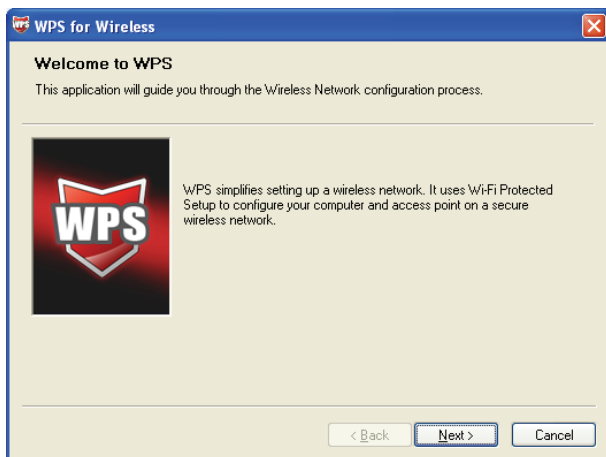 WPS for Wireless
Welcome to WPS
This application will guide you through the Wireless Network configuration process.
WPS
WPS simplifies setting up a wireless network. It uses Wi-Fi Protected
Setup to configure your computer and access point on a secure
wireless network.
< Back
Next >
Cancel